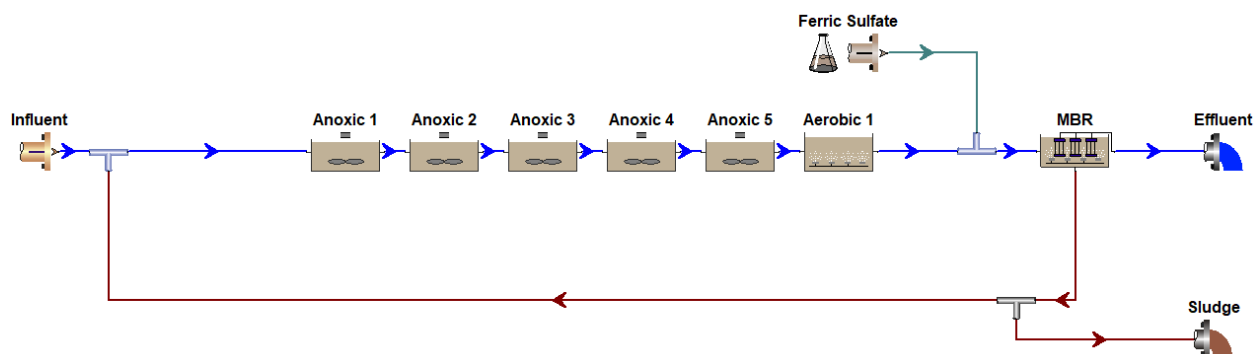 Ferric Sulfate
Influent
Anoxic 1
Anoxic 2
Anoxic 3
Anoxic 4
Anoxic 5
Aerobic 1
MBR
Effluent
Sludge